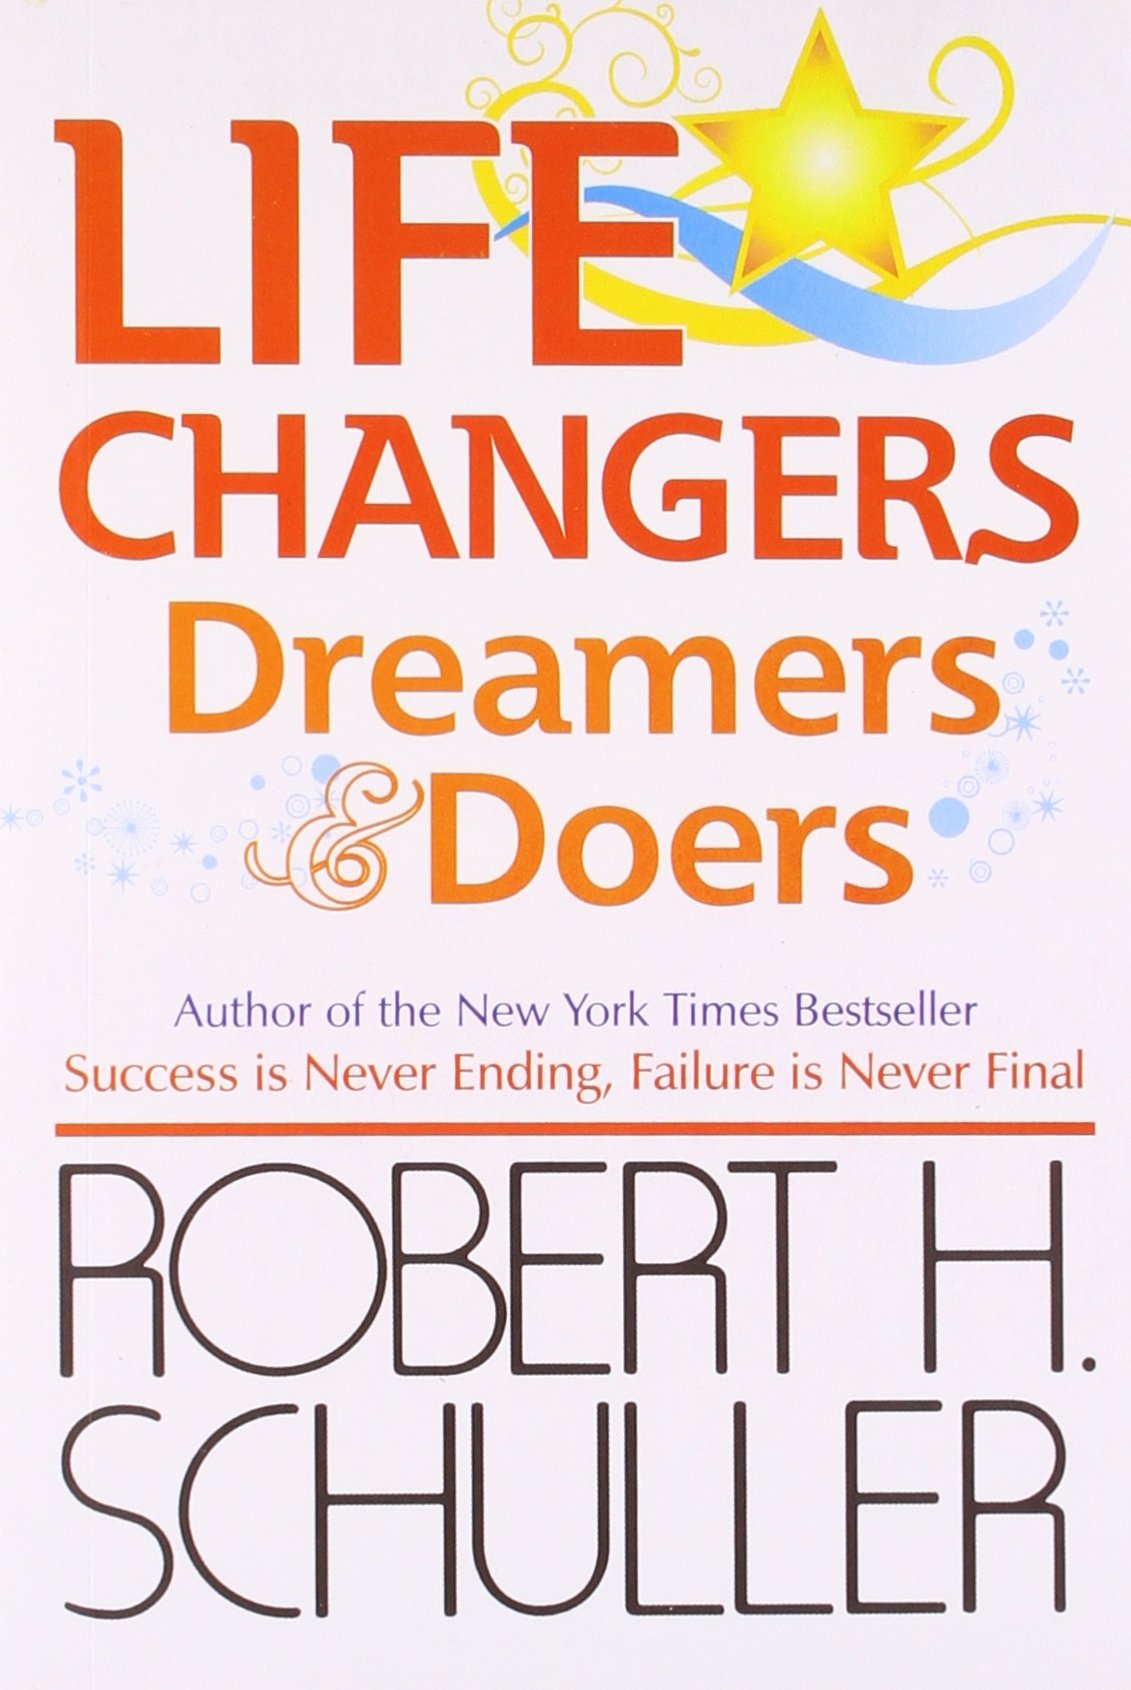 LIFE
CHANGERS
Dreamers
& Doers
Author of the New York Times Bestseller
Success is Never Ending, Failure is Never Final
ROBERT H.
SCHULLER